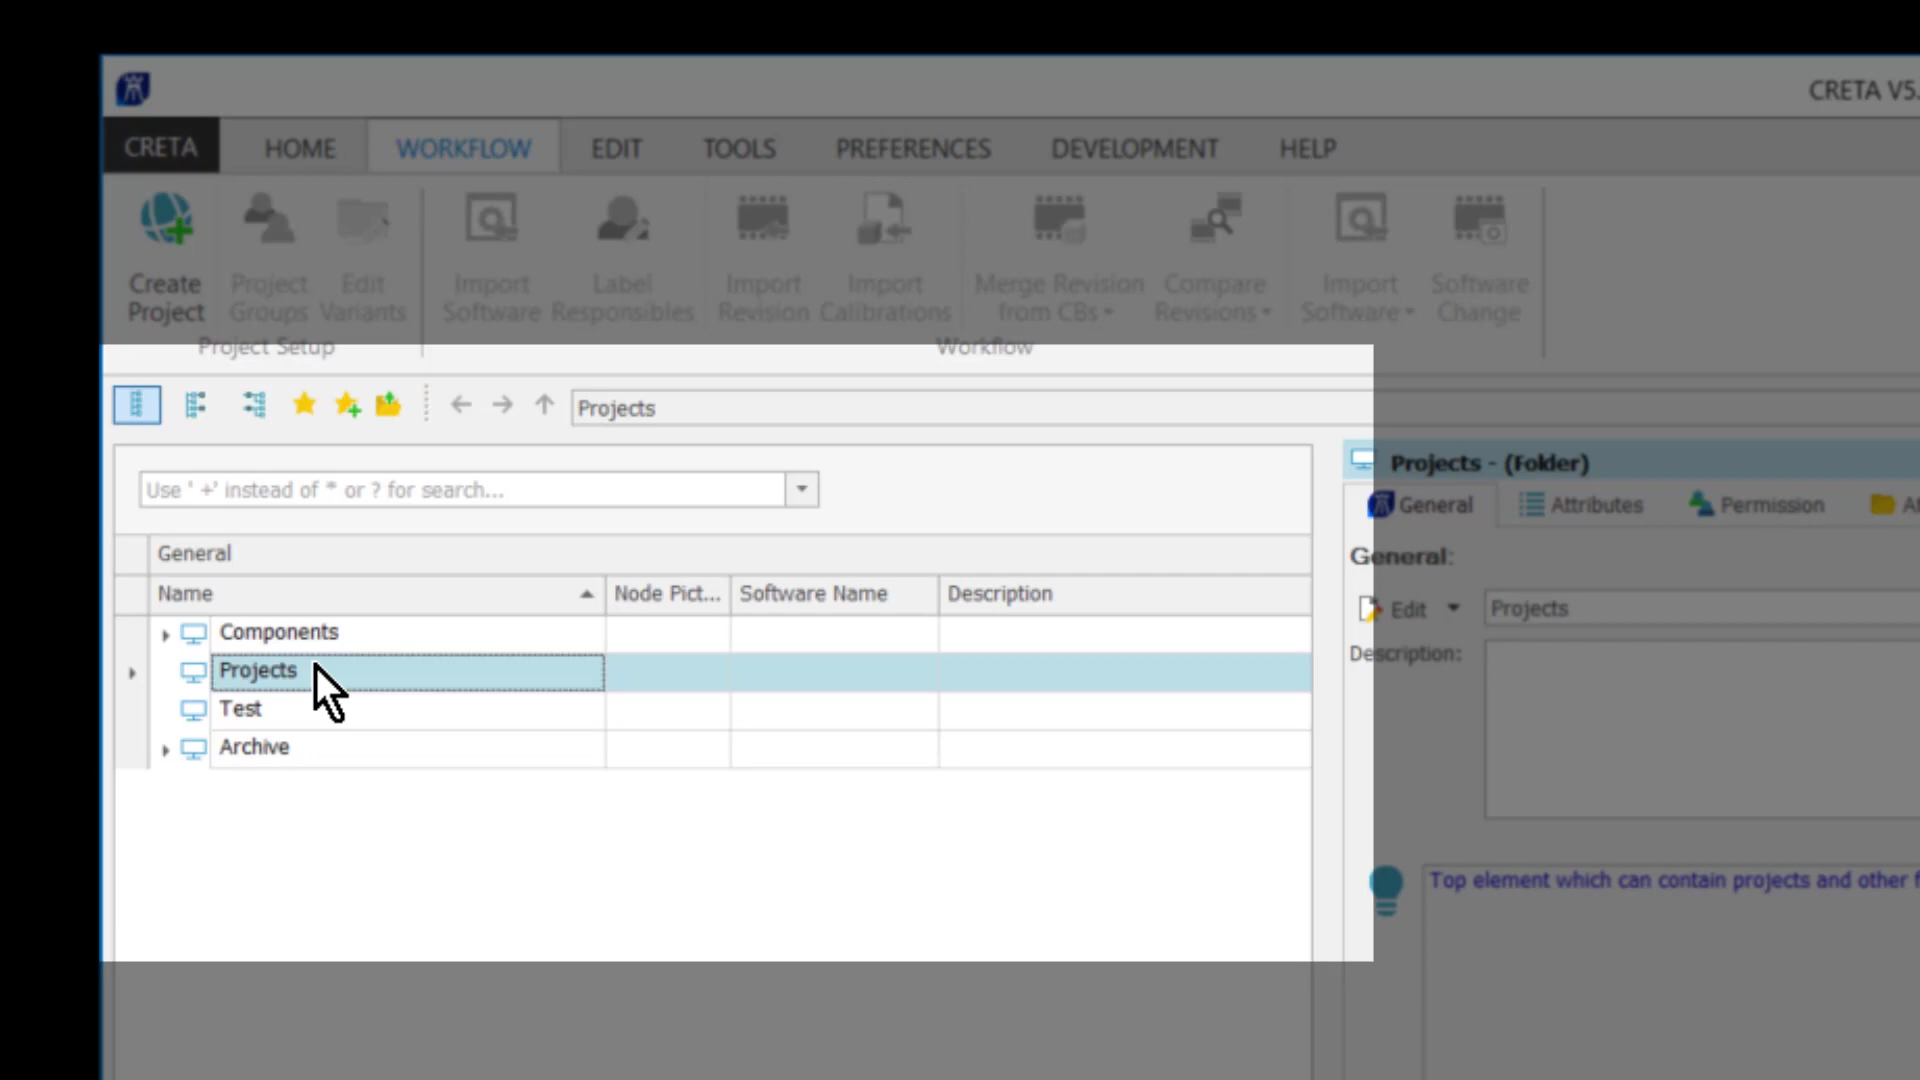 CRETA V5.
CRETA HOME WORKFLOW EDIT TOOLS PREFERENCES DEVELOPMENT HELP
Create Project Edit Import Label Import Import Merge Revision Compare Import Software
Project Groups Variants Software Responsibles Revision Calibrations from CBs Revisions Software Change
Project Setup Workflow
Projects
Use ' +' instead of * or ? for search...
Projects - (Folder)
General Attributes Permission
General
General:
Name Node Pict... Software Name Description
Edit Projects
Components
Description:
Projects
Test
Archive
Top element which can contain projects and other f